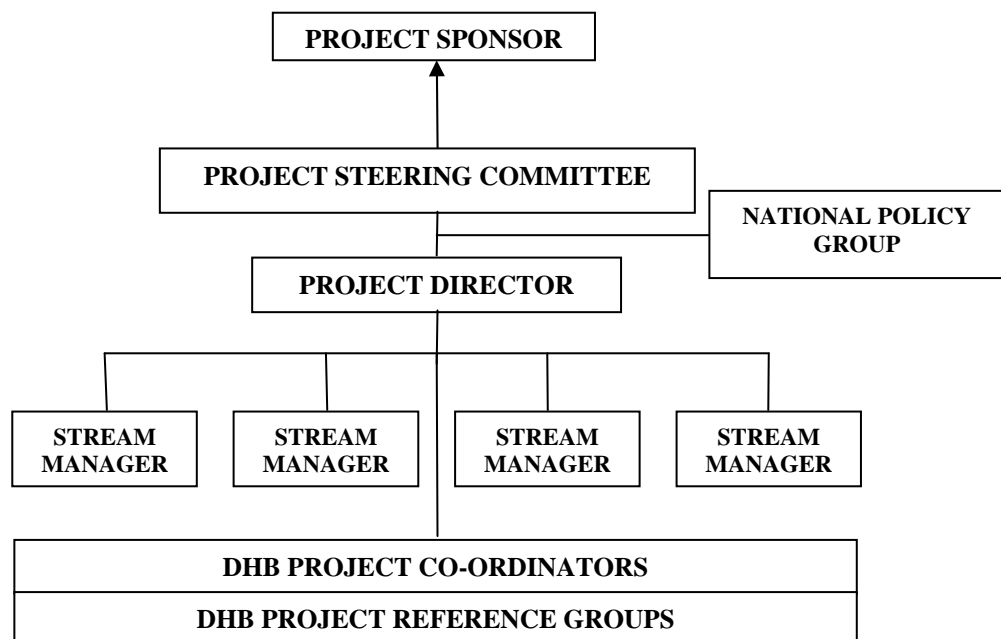 PROJECT SPONSOR
PROJECT STEERING COMMITTEE
NATIONAL POLICY
GROUP
PROJECT DIRECTOR
STREAM
MANAGER
STREAM
MANAGER
STREAM
MANAGER
STREAM
MANAGER
DHB PROJECT CO-ORDINATORS
DHB PROJECT REFERENCE GROUPS